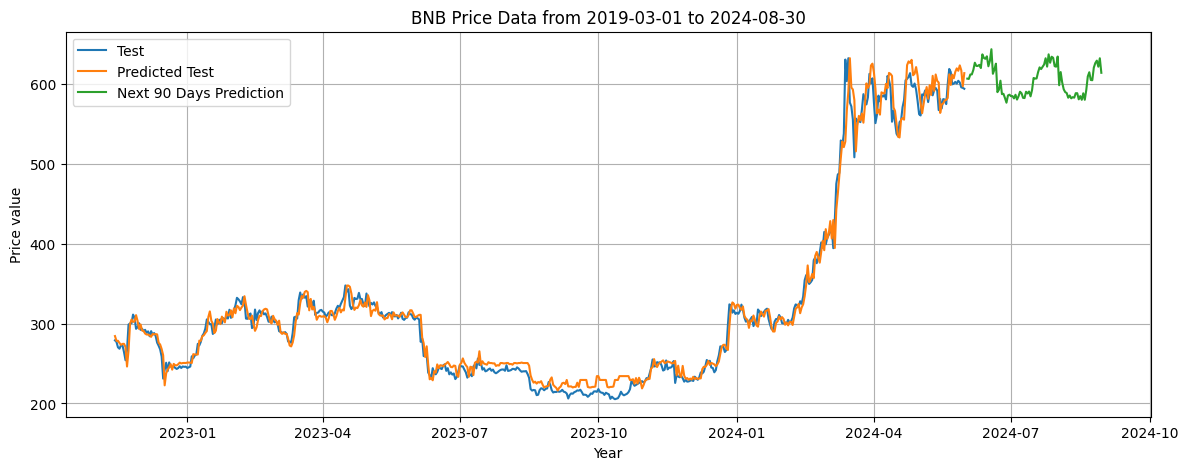 BNB Price Data from 2019-03-01 to 2024-08-30
Test
Predicted Test
Next 90 Days Prediction
Price value
600
500
400
300
200
2023-01
2023-04
2023-07
2023-10
2024-01
2024-04
2024-07
2024-10
Year